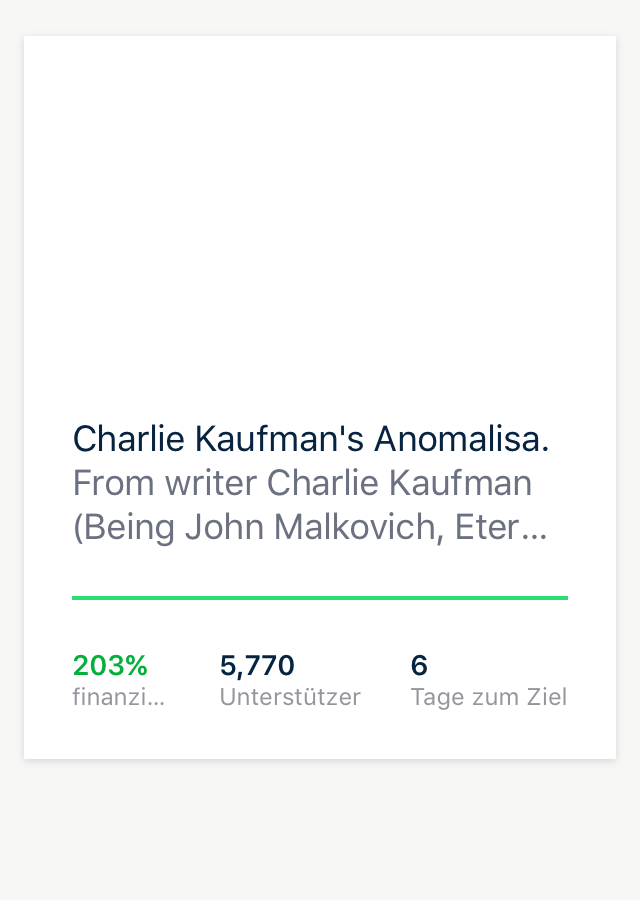 Charlie Kaufman's Anomalisa.
From writer Charlie Kaufman
(Being John Malkovich, Eter…
203%
finanzi…
5,770
Unterstützer
6
Tage zum Ziel